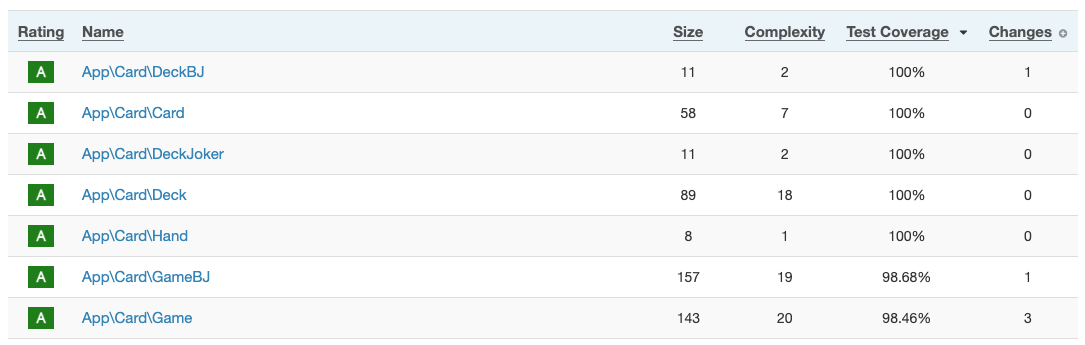 Rating Name Size Complexity Test Coverage Changes
A App\Card\DeckBJ 11 2 100% 1
A App\Card\Card 58 7 100% 0
A App\Card\DeckJoker 11 2 100% 0
A App\Card\Deck 89 18 100% 0
A App\Card\Hand 8 1 100% 0
A App\Card\GameBJ 157 19 98.68% 1
A App\Card\Game 143 20 98.46% 3